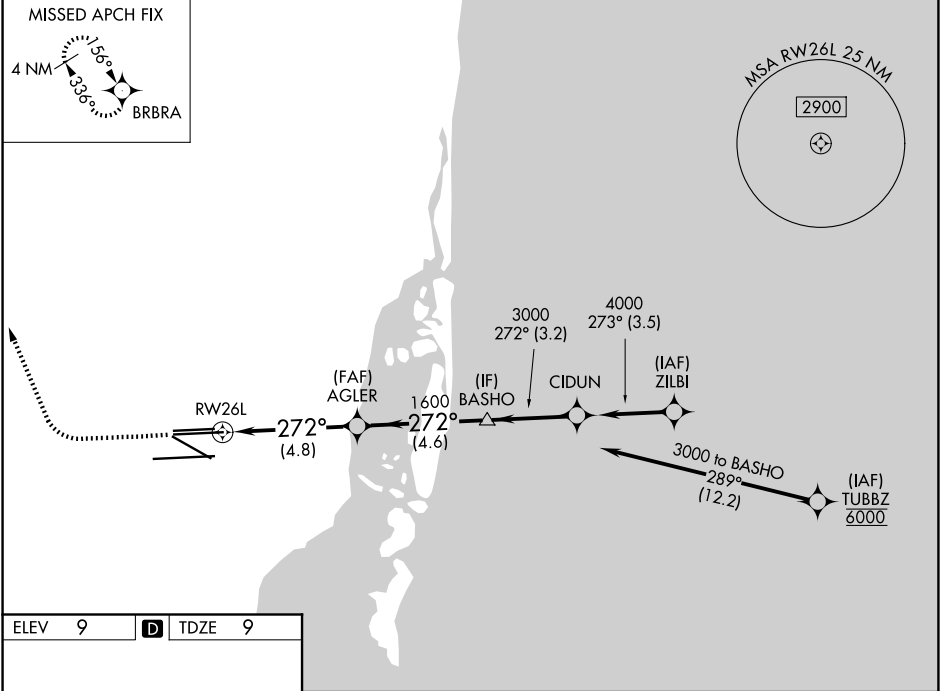 MISSED APCH FIX
4 NM
156°
336°
BRBRA
MSA RW26L 25 NM
2900
3000
272° (3.2)
4000
273° (3.5)
(IAF)
ZILBI
(IF)
BASHO
CIDUN
(FAF)
AGLER
1600
272°
(4.6)
RW26L
272°
(4.8)
3000 to BASHO
289°
(12.2)
(IAF)
TUBBZ
6000
ELEV 9 D TDZE 9